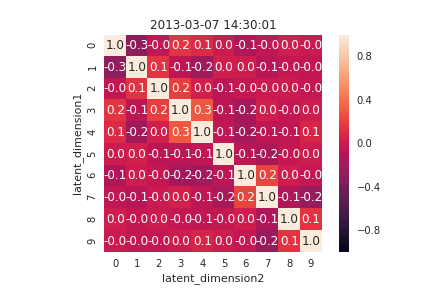 2013-03-07 14:30:01
0 1.0 -0.3 -0.0 0.2 0.1 0.0 -0.1 -0.0 0.0 -0.0
1 -0.3 1.0 0.1 -0.1 -0.2 0.0 0.0 -0.1 -0.0 -0.0
2 -0.0 0.1 1.0 0.2 0.0 -0.1 -0.0 -0.0 -0.0 -0.0
3 0.2 -0.1 0.2 1.0 0.3 -0.1 -0.2 0.0 -0.0 0.0
4 0.1 -0.2 0.0 0.3 1.0 -0.1 -0.2 -0.1 -0.1 0.1
5 0.0 0.0 -0.1 -0.1 -0.1 1.0 -0.1 -0.2 -0.0 0.0
6 -0.1 0.0 -0.0 -0.2 -0.2 -0.1 1.0 0.2 0.0 -0.0
7 -0.0 -0.1 -0.0 0.0 -0.1 -0.2 0.2 1.0 -0.1 -0.2
8 0.0 -0.0 -0.0 -0.0 -0.1 -0.0 0.0 -0.1 1.0 0.1
9 -0.0 -0.0 -0.0 0.0 0.1 0.0 -0.0 -0.2 0.1 1.0
0 1 2 3 4 5 6 7 8 9
latent_dimension1
latent_dimension2
0.8
0.4
0.0
-0.4
-0.8